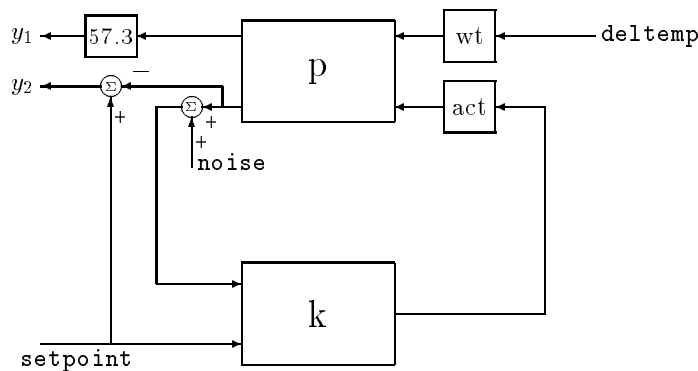 y₁ 57.3 p wt deltemp
y₂ Σ −
+
Σ + act
+
noise
k
setpoint